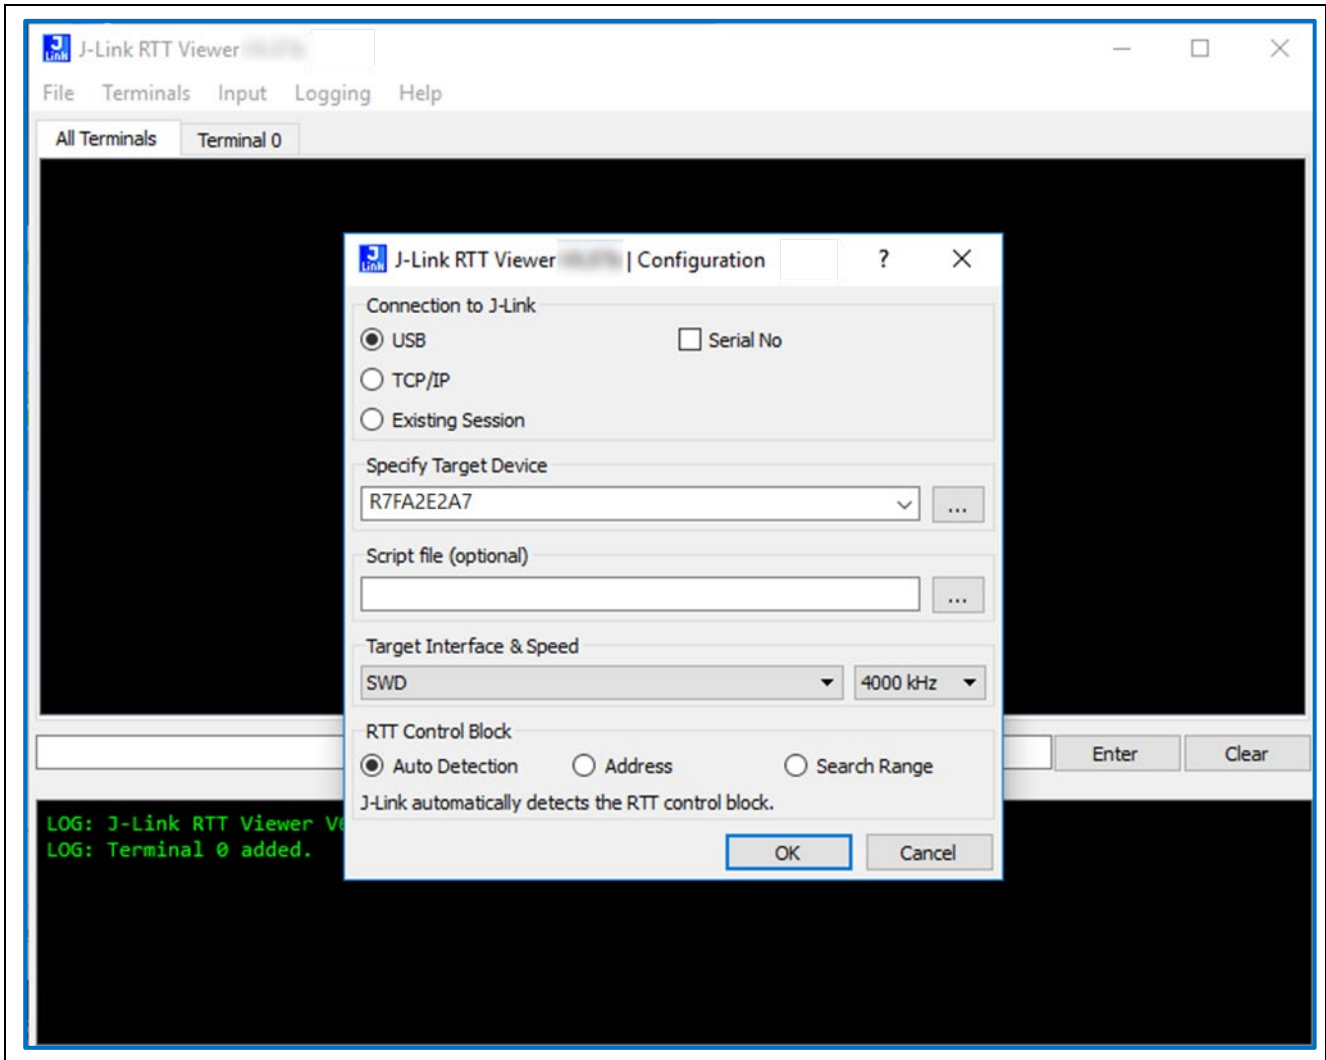 J-Link RTT Viewer
File Terminals Input Logging Help
All Terminals Terminal 0
J-Link RTT Viewer | Configuration ?
Connection to J-Link
USB Serial No
TCP/IP
Existing Session
Specify Target Device
R7FA2E2A7 ...
Script file (optional)
...
Target Interface & Speed
SWD 4000 kHz
RTT Control Block
Auto Detection Address Search Range
J-Link automatically detects the RTT control block.
OK Cancel
Enter Clear
LOG: J-Link RTT Viewer
LOG: Terminal 0 added.